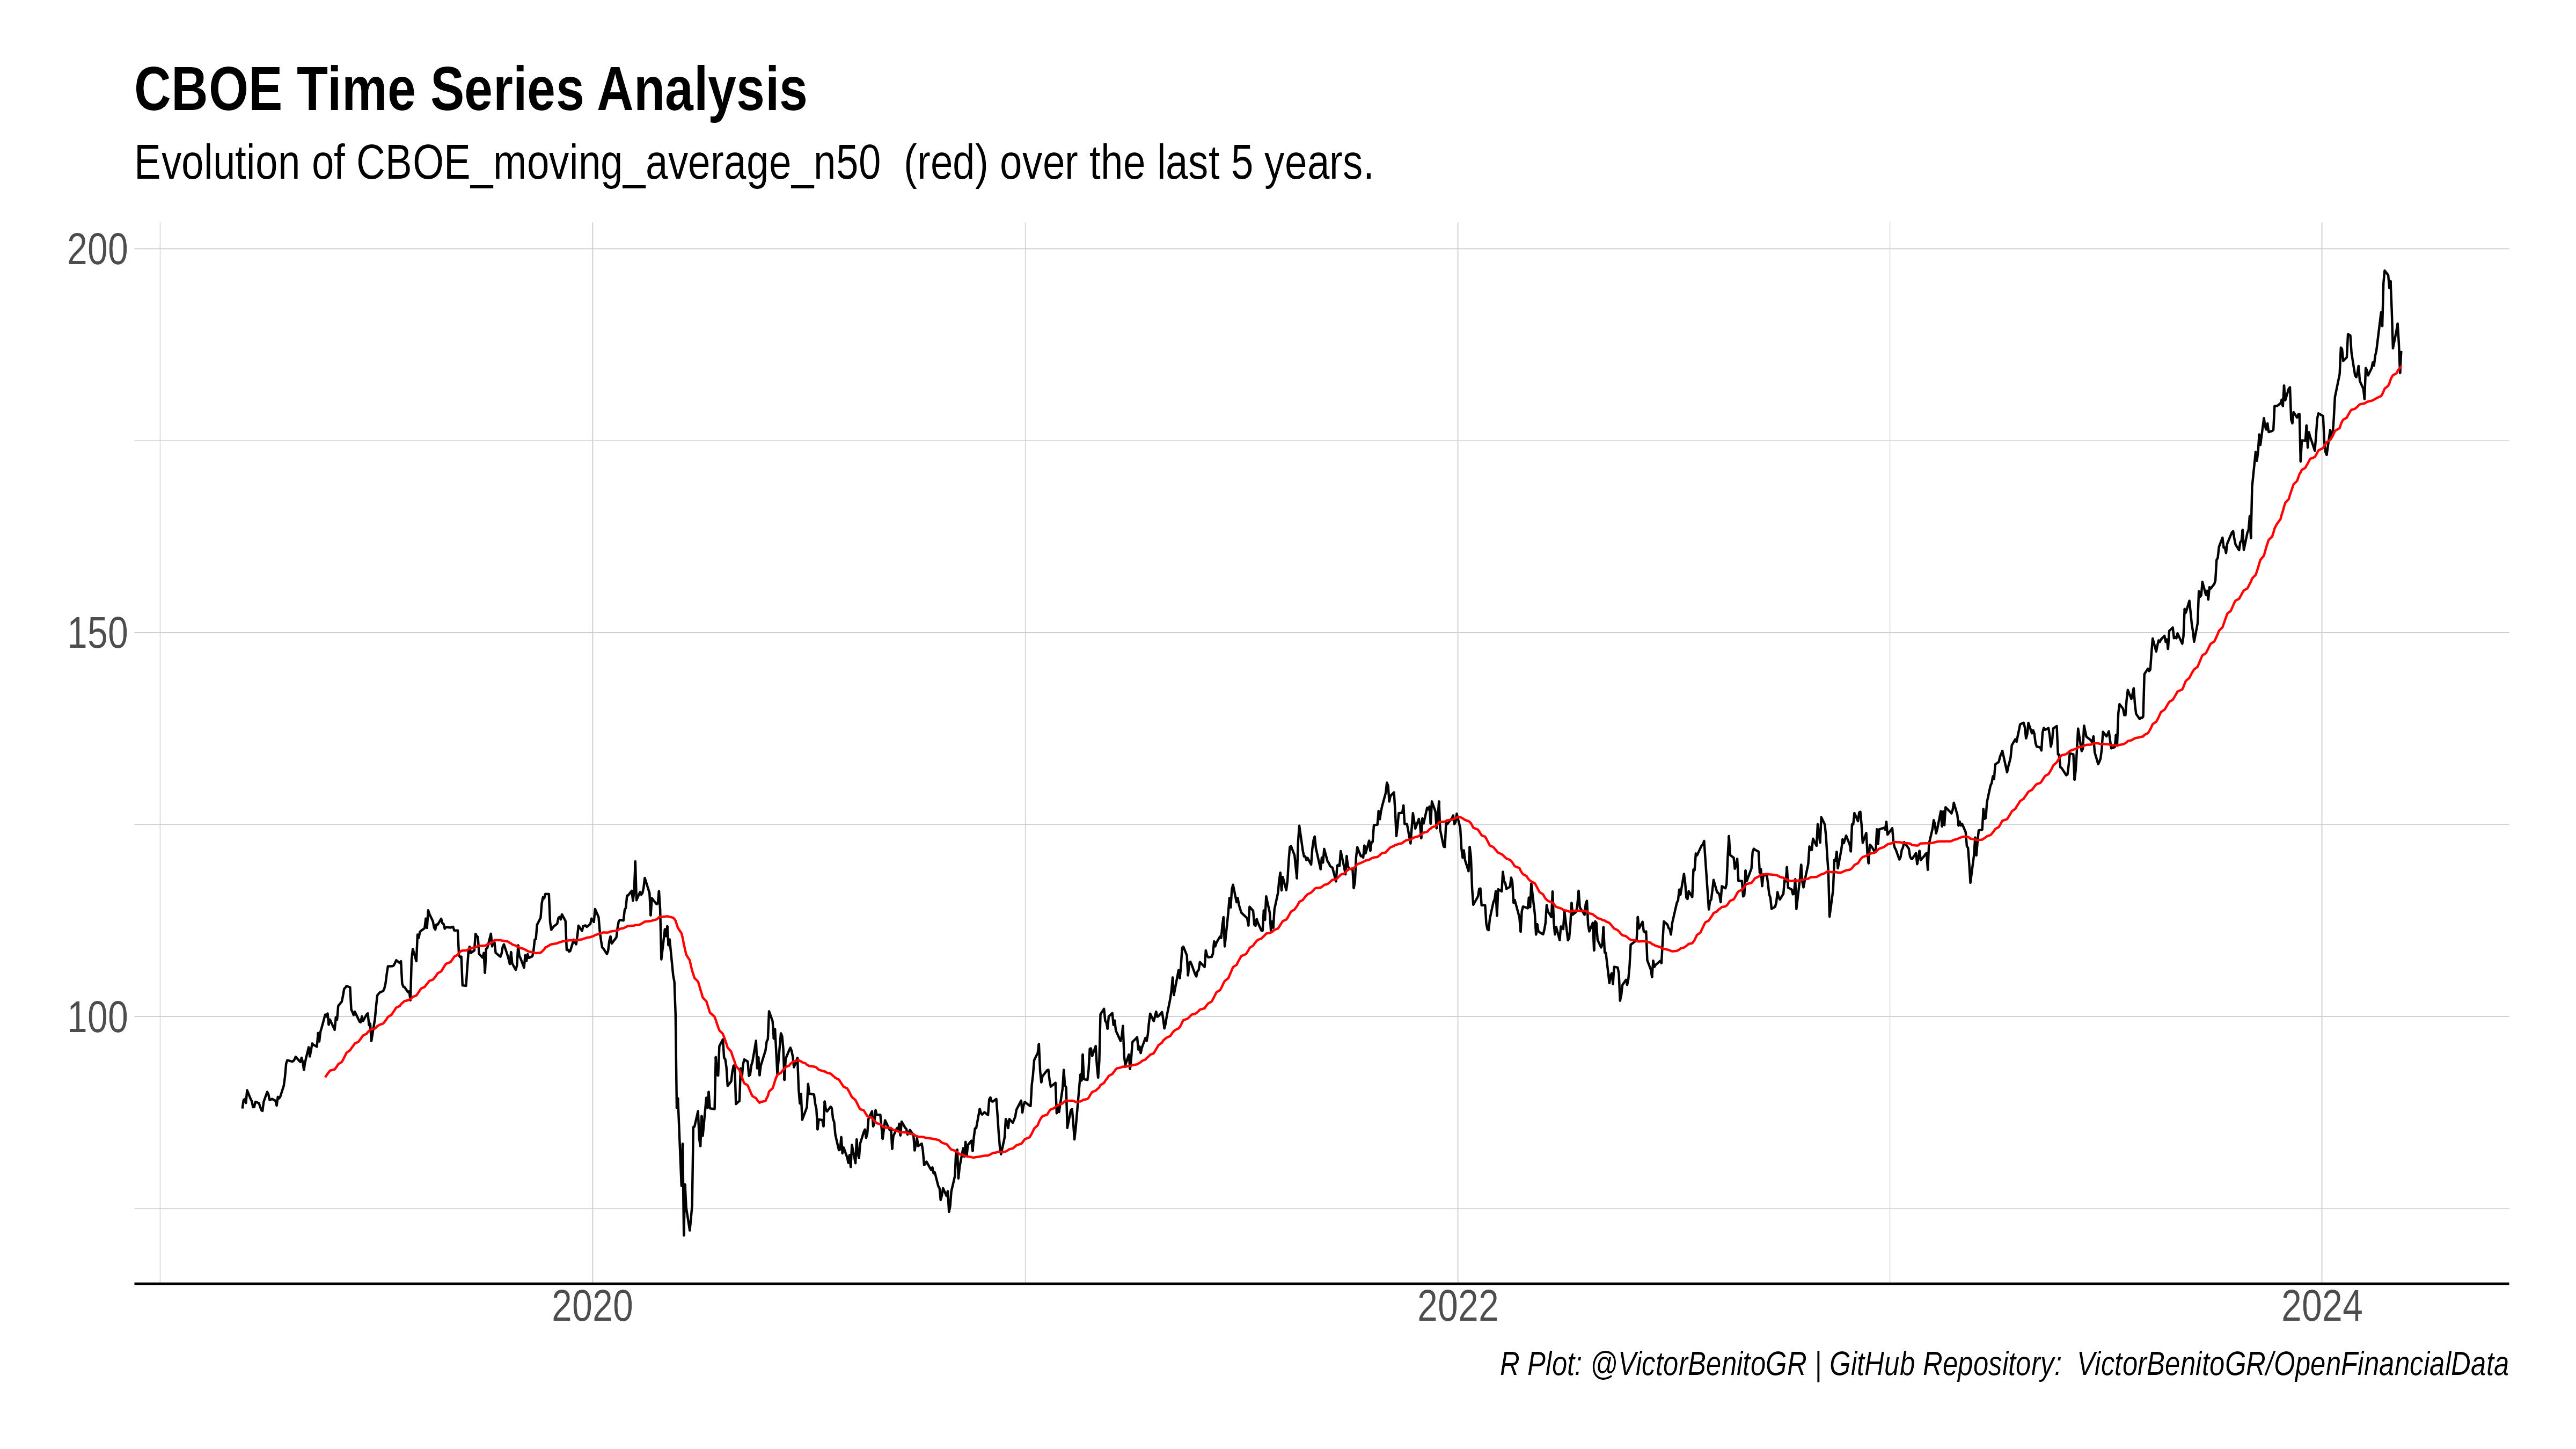 CBOE Time Series Analysis
Evolution of CBOE_moving_average_n50  (red) over the last 5 years.
200
150
100
2020 2022 2024
R Plot: @VictorBenitoGR | GitHub Repository:  VictorBenitoGR/OpenFinancialData